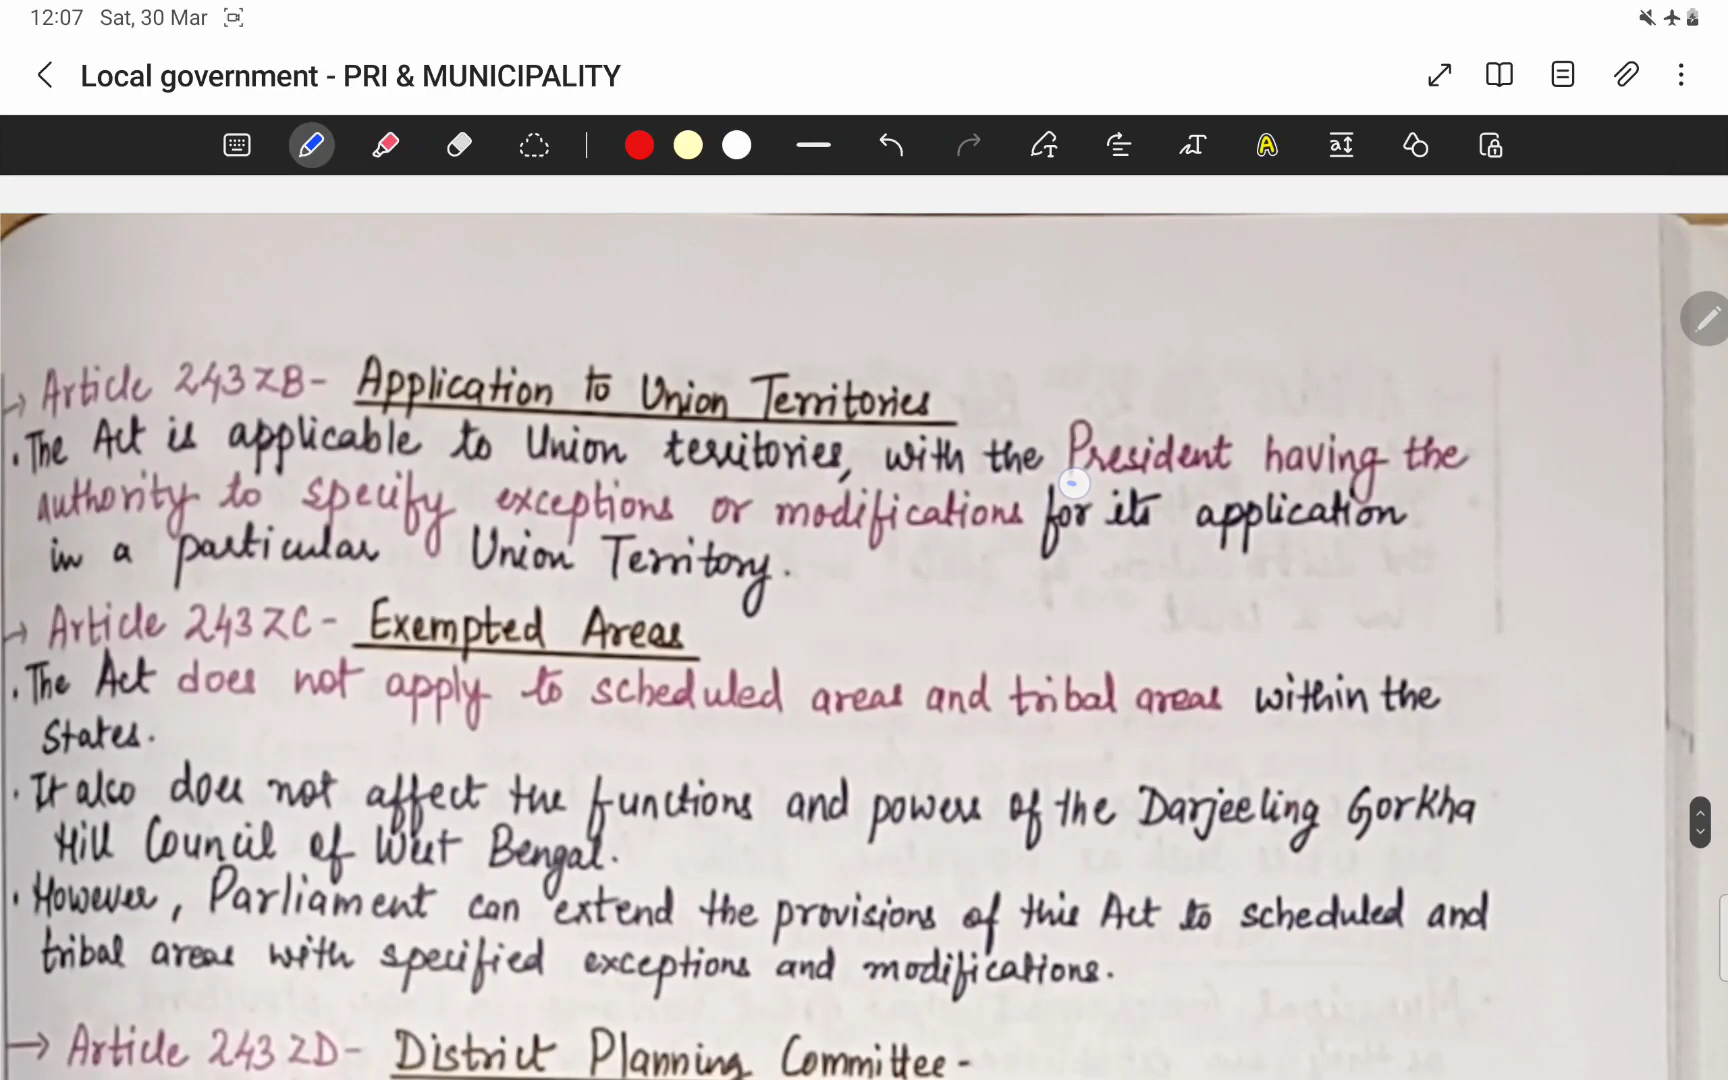 12:07 Sat, 30 Mar
Local government - PRI & MUNICIPALITY
→ Article 243ZB- Application to Union Territories
. The Act is applicable to Union territories, with the President having the
authority to specify exceptions or modifications for its application
in a particular Union Territory.
→ Article 243ZC- Exempted Areas
. The Act does not apply to scheduled areas and tribal areas within the
States.
. It also does not affect the functions and powers of the Darjeeling Gorkha
Hill Council of West Bengal.
. However, Parliament can extend the provisions of this Act to scheduled and
tribal areas with specified exceptions and modifications.
→ Article 243ZD- District Planning Committee-